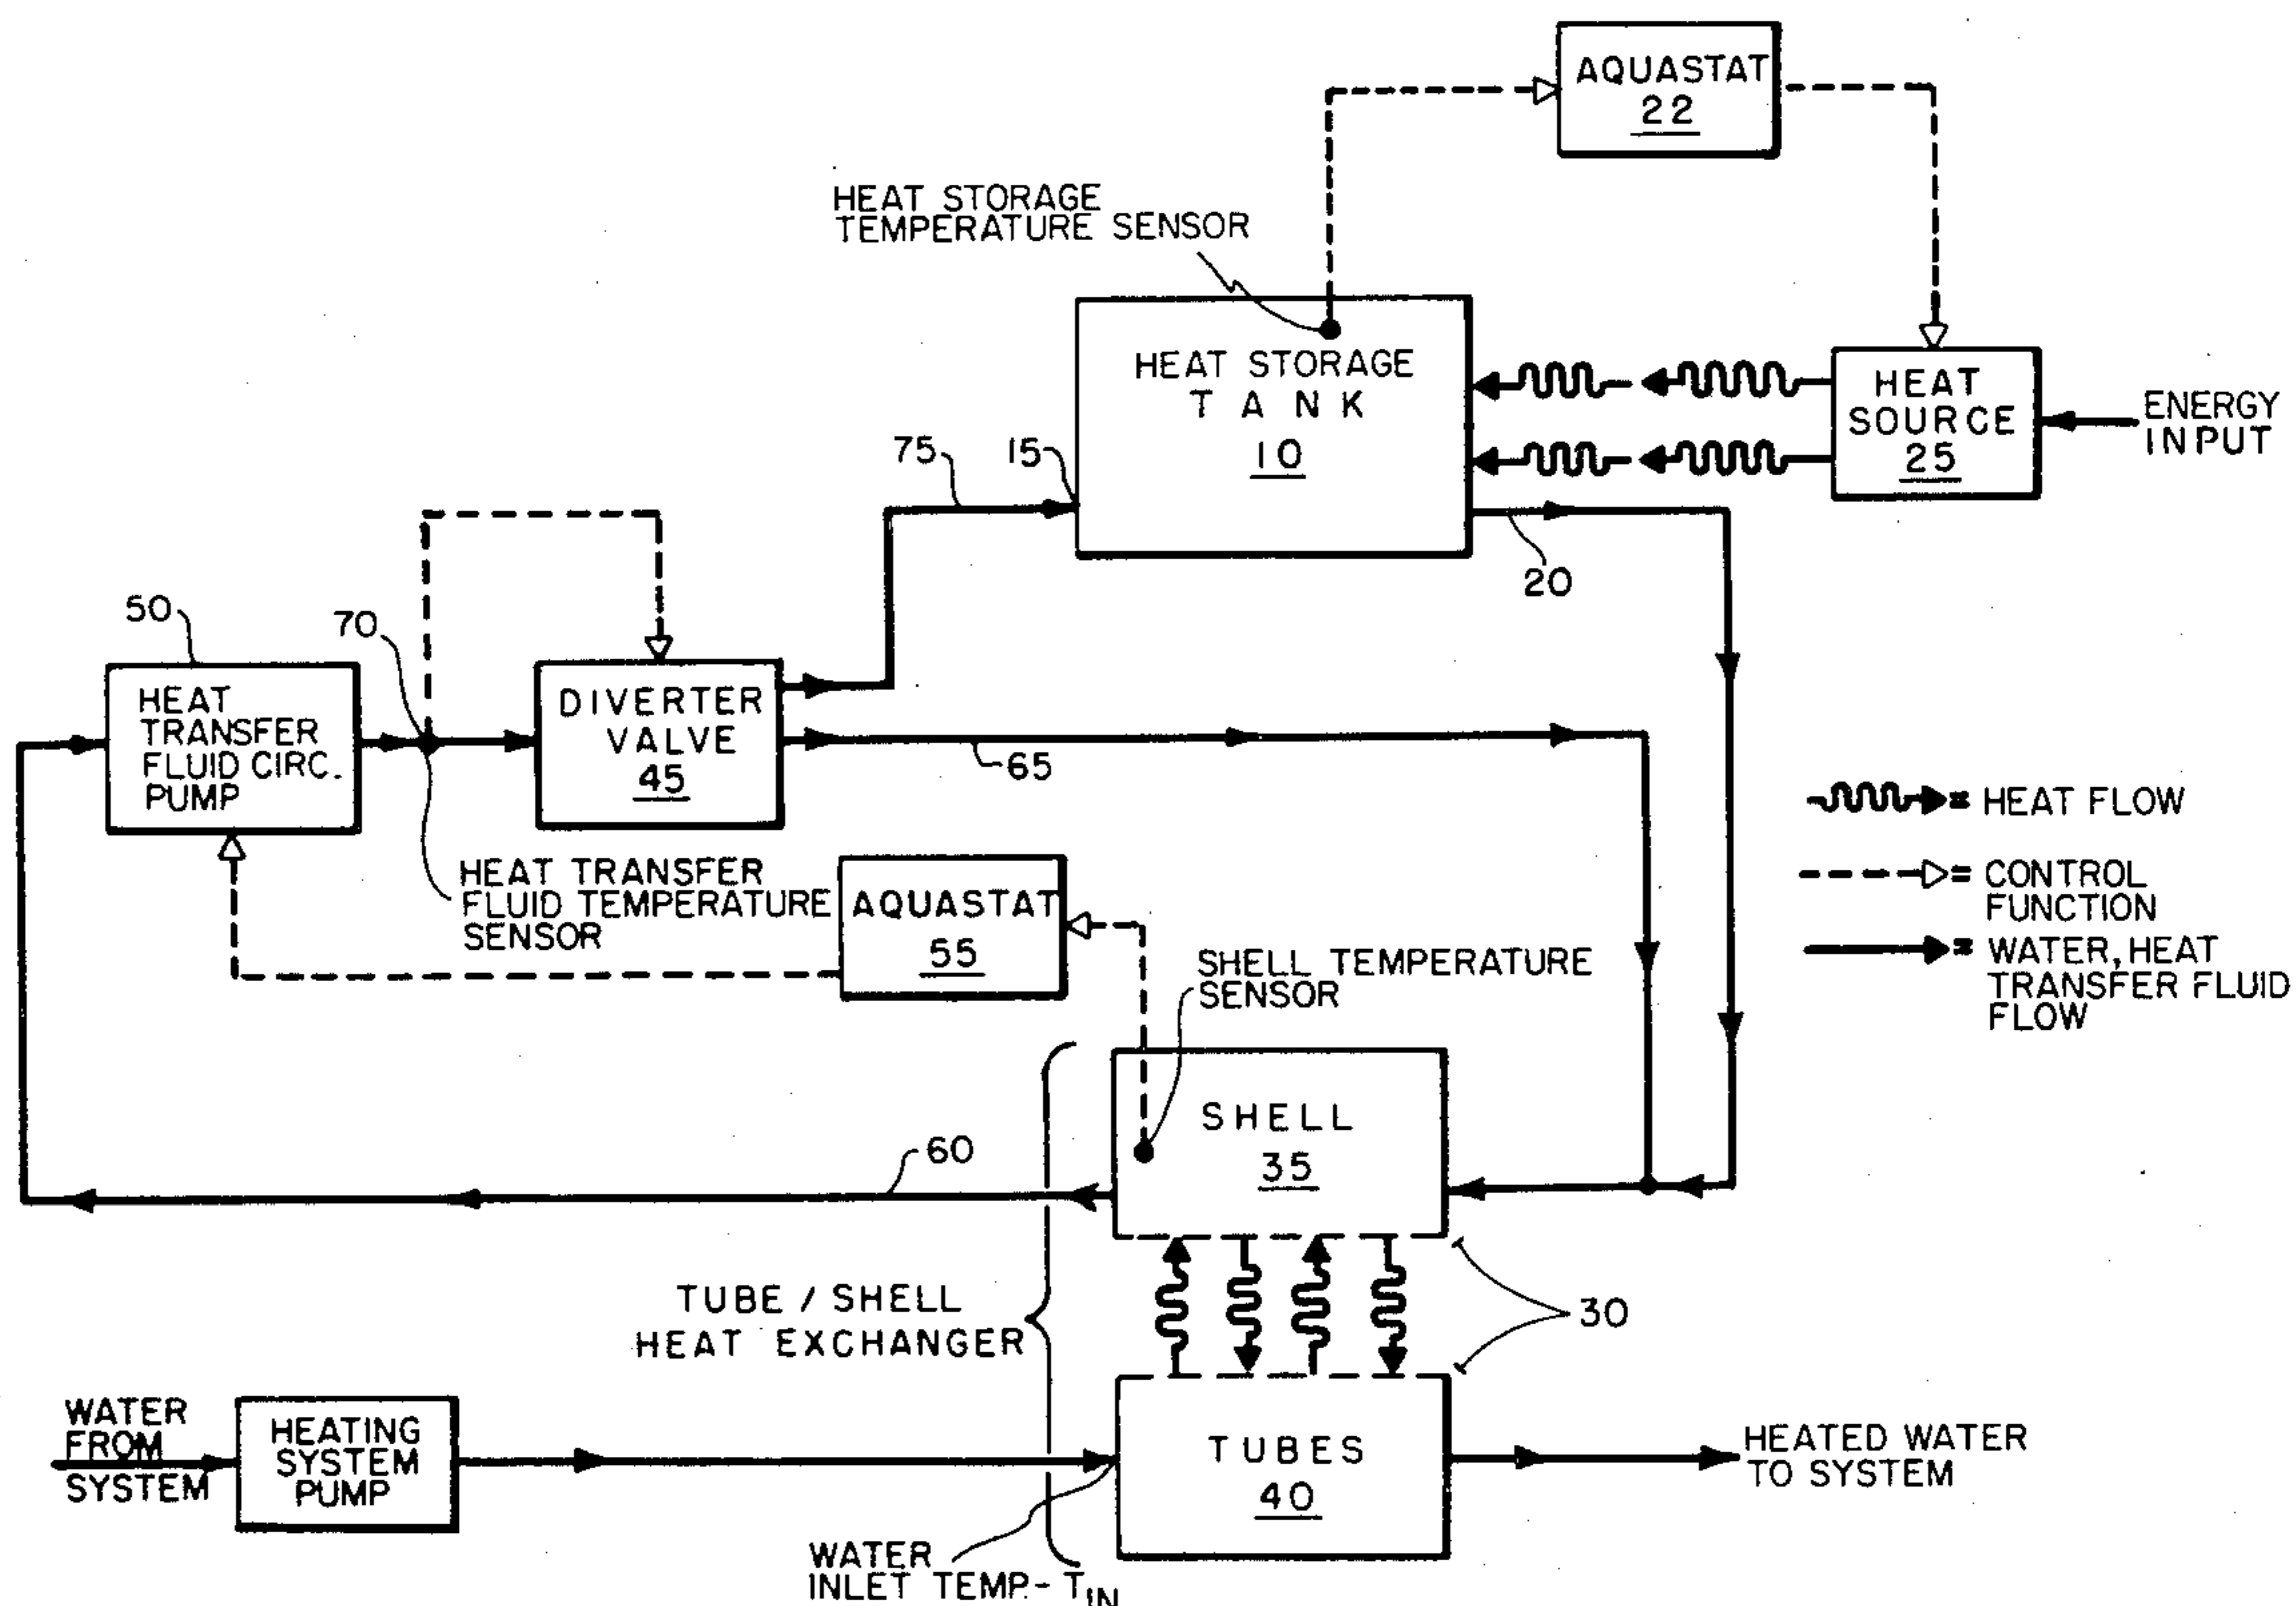 AQUASTAT
22
HEAT STORAGE
TEMPERATURE SENSOR
HEAT STORAGE
TANK
10
HEAT
SOURCE
25
ENERGY
INPUT
75
15
20
50
70
HEAT
TRANSFER
FLUID CIRC.
PUMP
DIVERTER
VALVE
45
65
= HEAT FLOW
= CONTROL
FUNCTION
= WATER, HEAT
TRANSFER FLUID
FLOW
HEAT TRANSFER
FLUID TEMPERATURE
SENSOR
AQUASTAT
55
SHELL TEMPERATURE
SENSOR
SHELL
35
60
TUBE / SHELL
HEAT EXCHANGER
30
WATER
FROM
SYSTEM
HEATING
SYSTEM
PUMP
TUBES
40
HEATED WATER
TO SYSTEM
WATER
INLET TEMP.- TIN